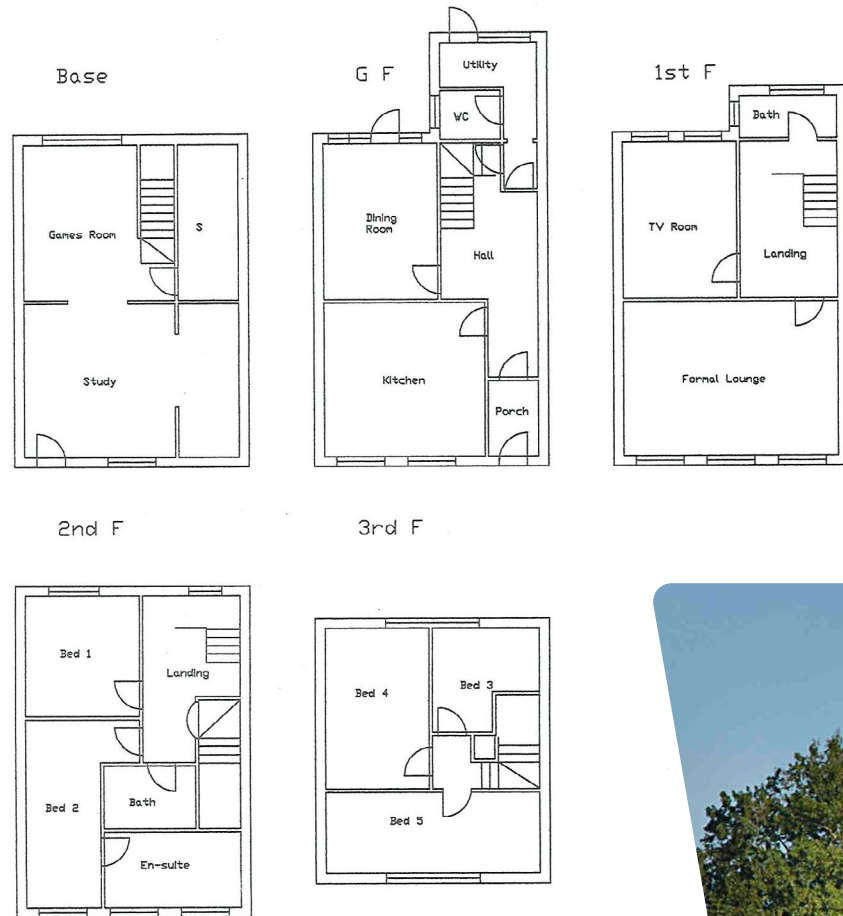 Base
Games Room
S
Study
G F
Utility
WC
Dining
Room
Hall
Kitchen
Porch
1st F
Bath
TV Room
Landing
Formal Lounge
2nd F
Bed 1
Landing
Bed 2
Bath
En-suite
3rd F
Bed 4
Bed 3
Bed 5